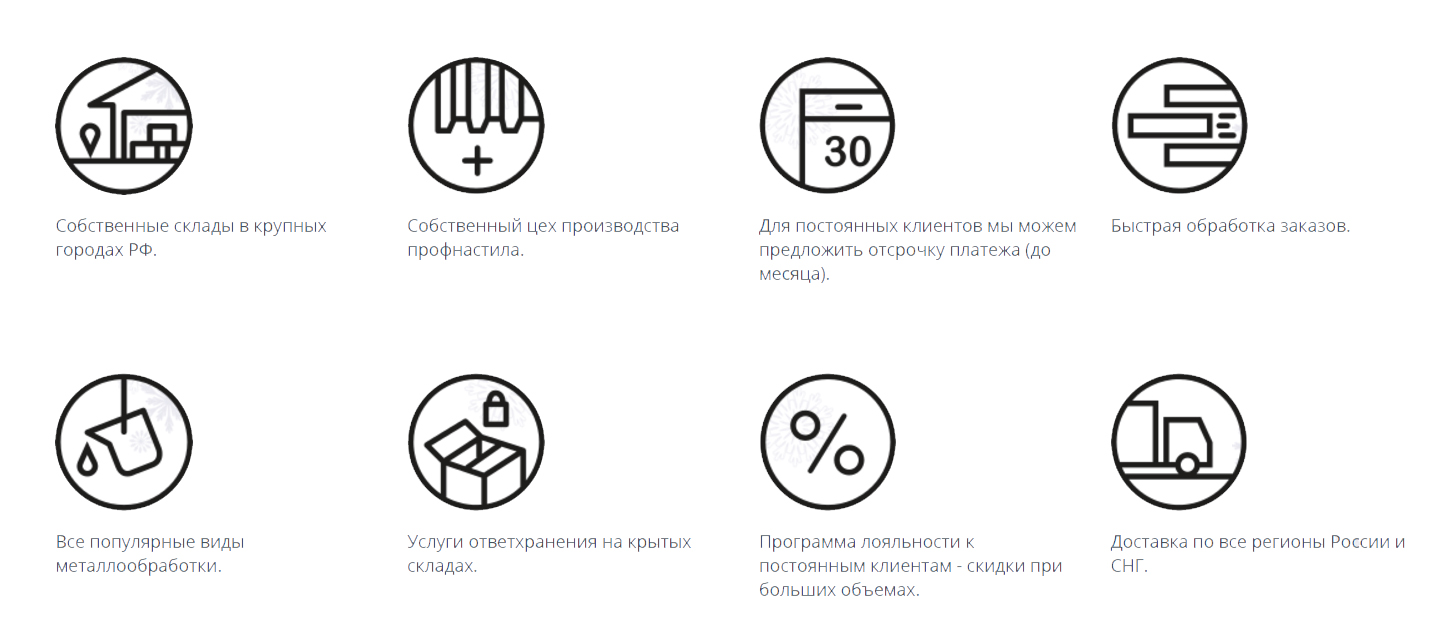 30
Собственные склады в крупных
городах РФ.
Собственный цех производства
профнастила.
Для постоянных клиентов мы можем
предложить отсрочку платежа (до
месяца).
Быстрая обработка заказов.
%
Все популярные виды
металлообработки.
Услуги ответхранения на крытых
складах.
Программа лояльности к
постоянным клиентам - скидки при
больших объемах.
Доставка по все регионы России и
СНГ.